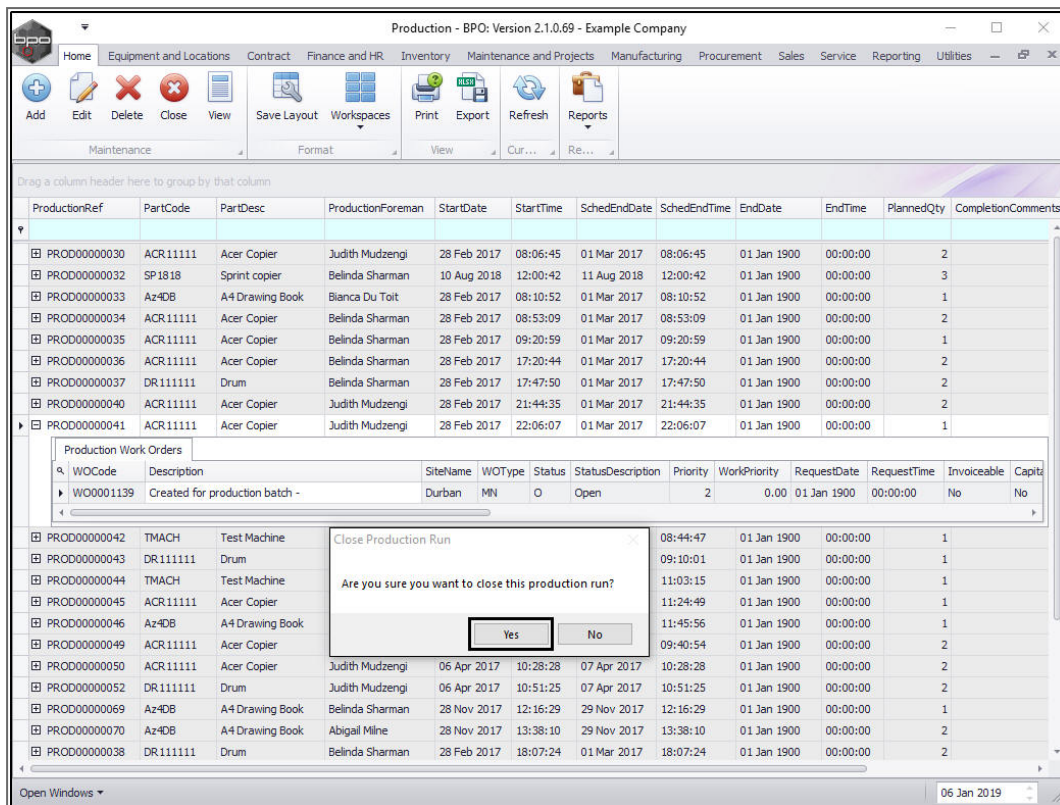 Production - BPO: Version 2.1.0.69 - Example Company
bpo
Home Equipment and Locations Contract Finance and HR Inventory Maintenance and Projects Manufacturing Procurement Sales Service Reporting Utilities
Add Edit Delete Close View Save Layout Workspaces Print Export Refresh Reports
Maintenance Format View Cur... Re...
Drag a column header here to group by that column
ProductionRef PartCode PartDesc ProductionForeman StartDate StartTime SchedEndDate SchedEndTime EndDate EndTime PlannedQty CompletionComments
PROD00000030 ACR11111 Acer Copier Judith Mudzengi 28 Feb 2017 08:06:45 01 Mar 2017 08:06:45 01 Jan 1900 00:00:00 2
PROD00000032 SP1818 Sprint copier Belinda Sharman 10 Aug 2018 12:00:42 11 Aug 2018 12:00:42 01 Jan 1900 00:00:00 3
PROD00000033 Az4DB A4 Drawing Book Bianca Du Toit 28 Feb 2017 08:10:52 01 Mar 2017 08:10:52 01 Jan 1900 00:00:00 1
PROD00000034 ACR11111 Acer Copier Belinda Sharman 28 Feb 2017 08:53:09 01 Mar 2017 08:53:09 01 Jan 1900 00:00:00 2
PROD00000035 ACR11111 Acer Copier Belinda Sharman 28 Feb 2017 09:20:59 01 Mar 2017 09:20:59 01 Jan 1900 00:00:00 1
PROD00000036 ACR11111 Acer Copier Belinda Sharman 28 Feb 2017 17:20:44 01 Mar 2017 17:20:44 01 Jan 1900 00:00:00 2
PROD00000037 DR111111 Drum Belinda Sharman 28 Feb 2017 17:47:50 01 Mar 2017 17:47:50 01 Jan 1900 00:00:00 2
PROD00000040 ACR11111 Acer Copier Judith Mudzengi 28 Feb 2017 21:44:35 01 Mar 2017 21:44:35 01 Jan 1900 00:00:00 2
PROD00000041 ACR11111 Acer Copier Judith Mudzengi 28 Feb 2017 22:06:07 01 Mar 2017 22:06:07 01 Jan 1900 00:00:00 1
Production Work Orders
WOCode Description SiteName WOType Status StatusDescription Priority WorkPriority RequestDate RequestTime Invoiceable Capita
WO0001139 Created for production batch - Durban MN O Open 2 0.00 01 Jan 1900 00:00:00 No No
PROD00000042 TMACH Test Machine 08:44:47 01 Jan 1900 00:00:00 1
PROD00000043 DR111111 Drum 09:10:01 01 Jan 1900 00:00:00 1
PROD00000044 TMACH Test Machine 11:03:15 01 Jan 1900 00:00:00 1
PROD00000045 ACR11111 Acer Copier 11:24:49 01 Jan 1900 00:00:00 1
PROD00000046 Az4DB A4 Drawing Book 11:45:56 01 Jan 1900 00:00:00 1
PROD00000049 ACR11111 Acer Copier 09:40:54 01 Jan 1900 00:00:00 2
Close Production Run
Are you sure you want to close this production run?
Yes No
PROD00000050 ACR11111 Acer Copier Judith Mudzengi 06 Apr 2017 10:28:28 07 Apr 2017 10:28:28 01 Jan 1900 00:00:00 2
PROD00000052 DR111111 Drum Judith Mudzengi 06 Apr 2017 10:51:25 07 Apr 2017 10:51:25 01 Jan 1900 00:00:00 2
PROD00000069 Az4DB A4 Drawing Book Belinda Sharman 28 Nov 2017 12:16:29 29 Nov 2017 12:16:29 01 Jan 1900 00:00:00 1
PROD00000070 Az4DB A4 Drawing Book Abigail Milne 28 Nov 2017 13:38:10 29 Nov 2017 13:38:10 01 Jan 1900 00:00:00 2
PROD00000038 DR111111 Drum Belinda Sharman 28 Feb 2017 18:07:24 01 Mar 2017 18:07:24 01 Jan 1900 00:00:00 2
Open Windows 06 Jan 2019